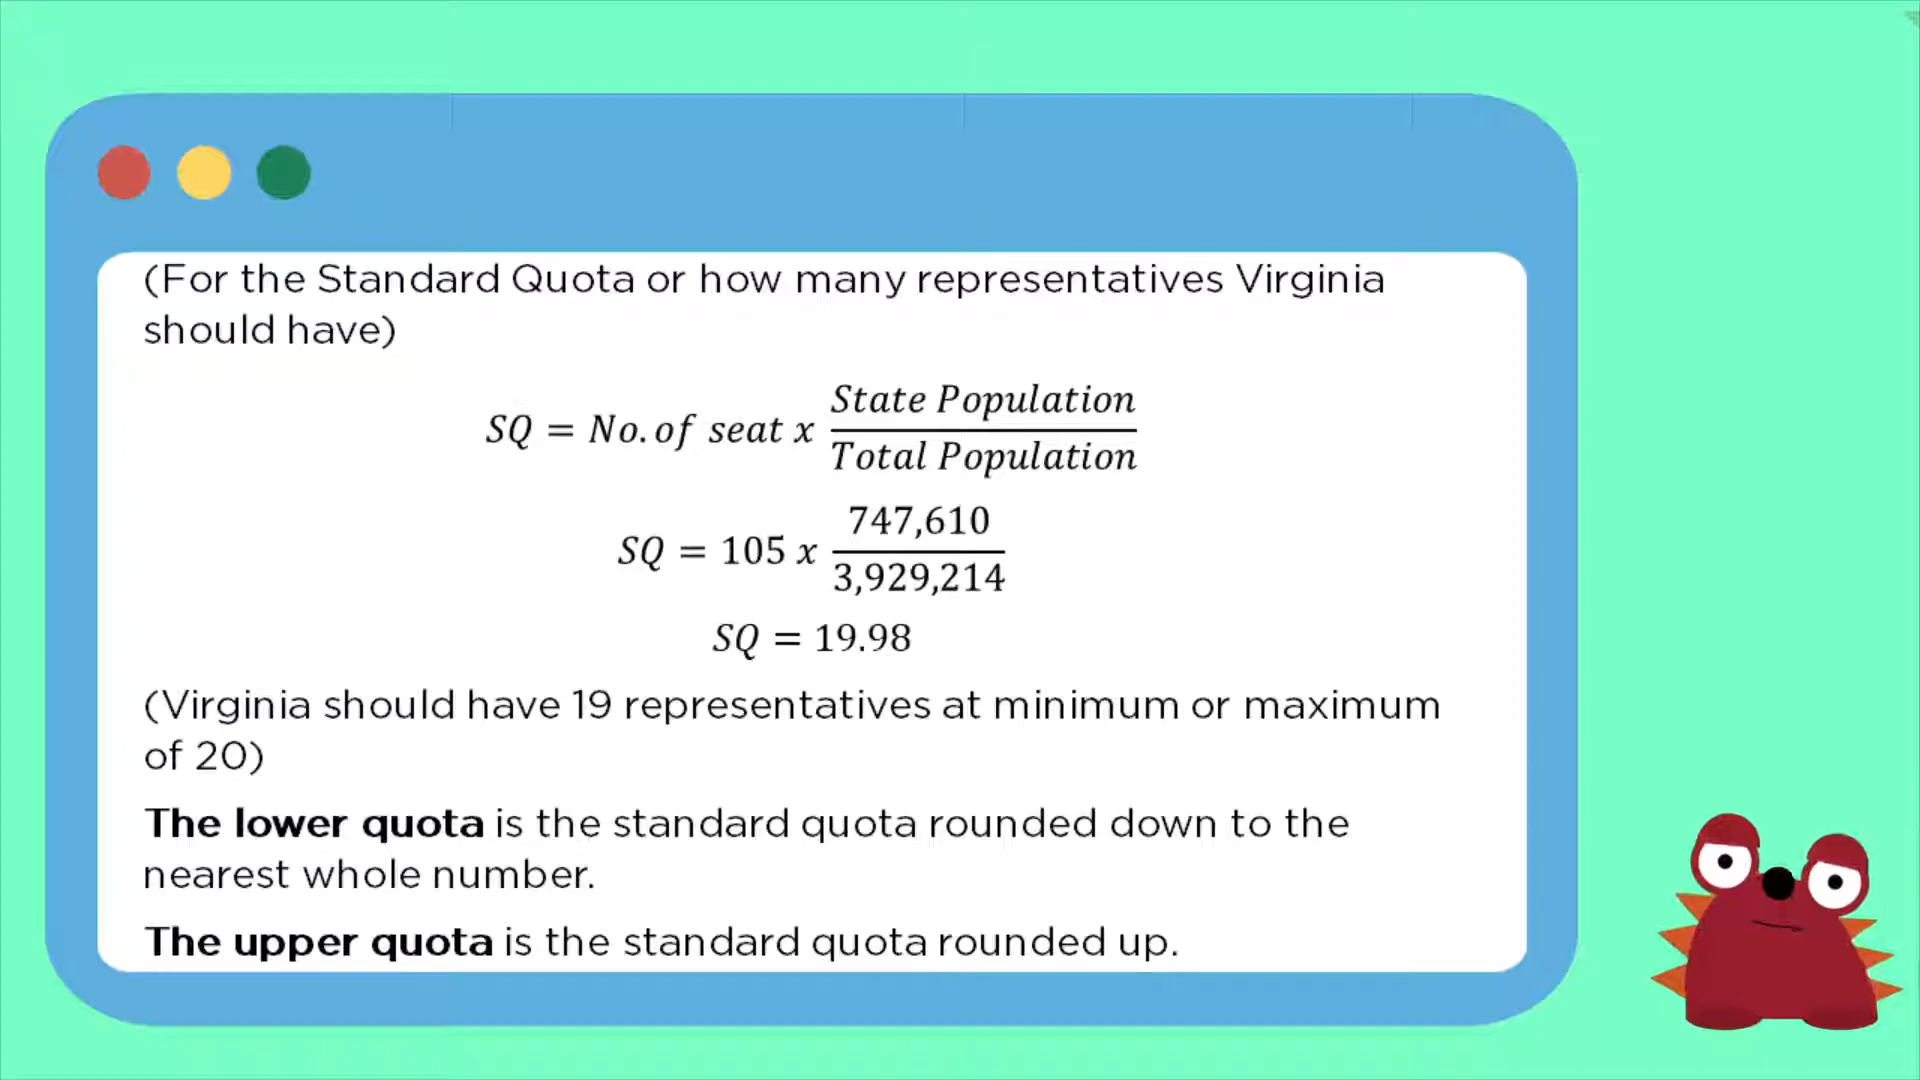 (For the Standard Quota or how many representatives Virginia
should have)
SQ = No. of seat x State Population / Total Population
SQ = 105 x 747,610 / 3,929,214
SQ = 19.98
(Virginia should have 19 representatives at minimum or maximum
of 20)
The lower quota is the standard quota rounded down to the
nearest whole number.
The upper quota is the standard quota rounded up.